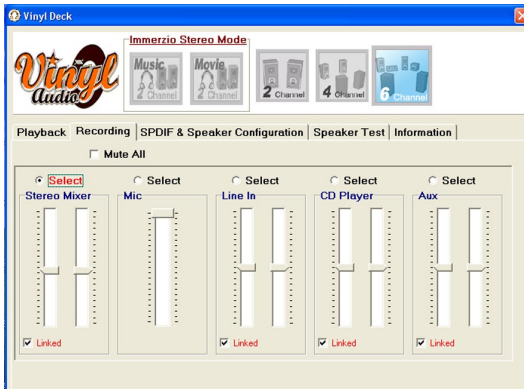 Vinyl Deck
Immerzio Stereo Mode
Vinyl
Audio
Music
2 Channel
Movie
2 Channel
2 Channel
4 Channel
6 Channel
Playback Recording SPDIF & Speaker Configuration Speaker Test Information
Mute All
Select Select Select Select Select
Stereo Mixer Mic Line In CD Player Aux
Linked Linked Linked Linked